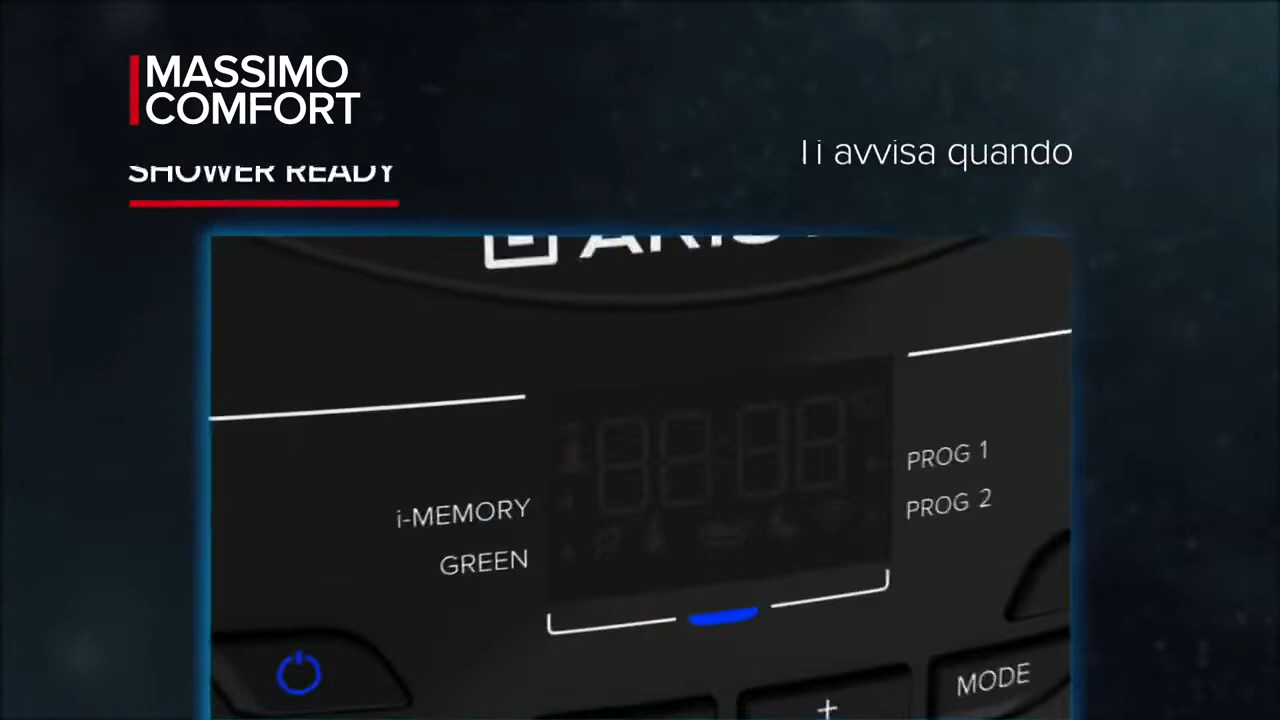 MASSIMO
COMFORT
SHOWER READY
Ti avvisa quando
i-MEMORY
GREEN
PROG 1
PROG 2
+
MODE